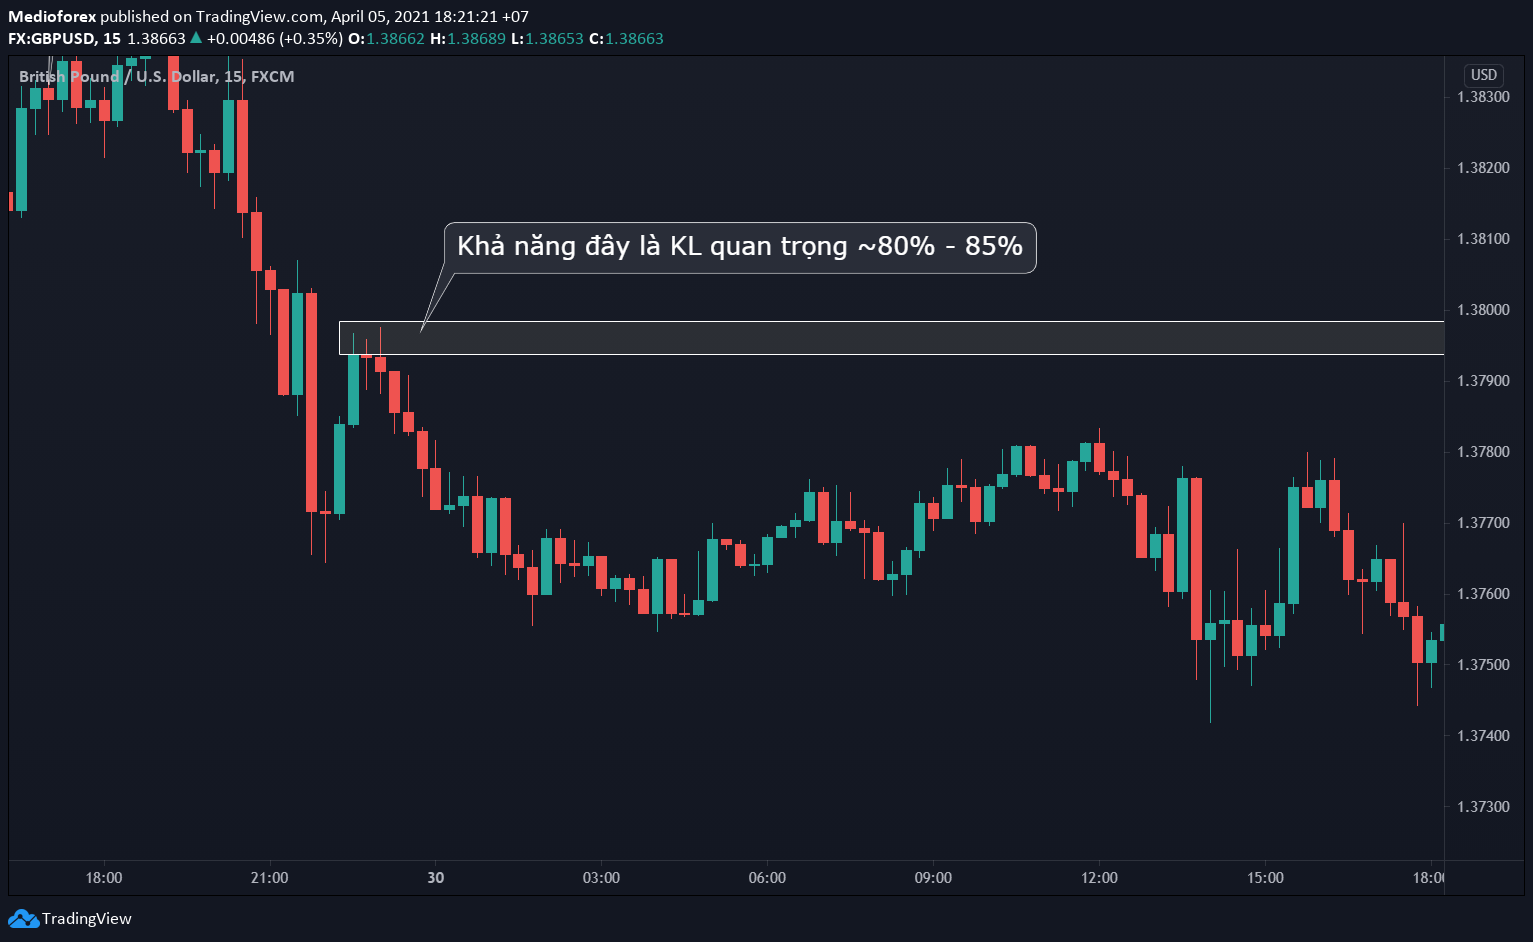 Medioforex published on TradingView.com, April 05, 2021 18:21:21 +07
FX:GBPUSD, 15 1.38663 ▲ +0.00486 (+0.35%) O:1.38662 H:1.38689 L:1.38653 C:1.38663
British Pound / U.S. Dollar, 15, FXCM
USD
1.38300
1.38200
1.38100
Khả năng đây là KL quan trọng ~80% - 85%
1.38000
1.37900
1.37800
1.37700
1.37600
1.37500
1.37400
1.37300
18:00 21:00 30 03:00 06:00 09:00 12:00 15:00 18:00
TradingView